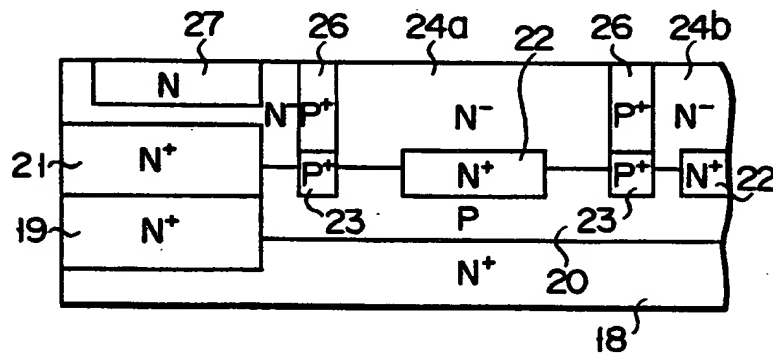 27 26 24a 22 26 24b
N P⁺ P⁺
N⁻ N⁻ N⁻
21 N⁺ P⁺ N⁺ P⁺ N⁺ 22
23 23
19 N⁺ P
N⁺ 20
18